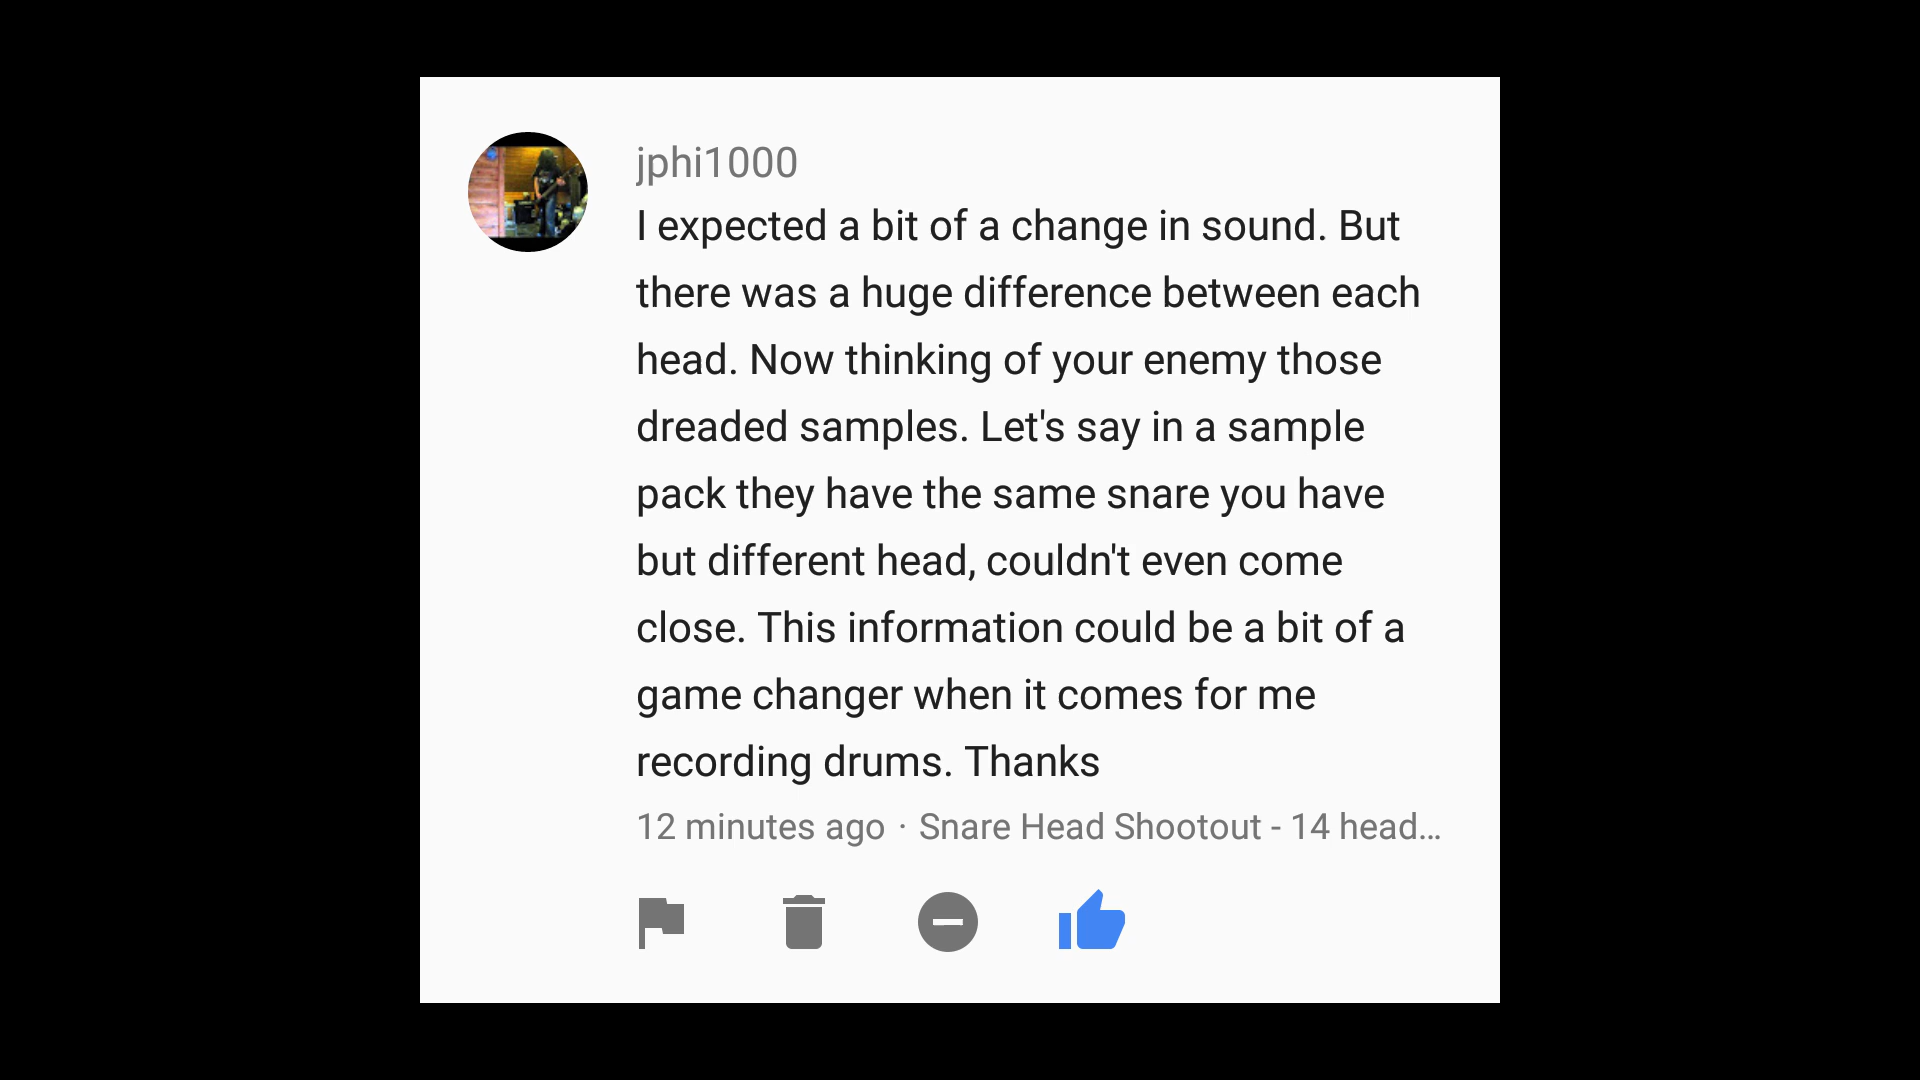 jphi1000
I expected a bit of a change in sound. But
there was a huge difference between each
head. Now thinking of your enemy those
dreaded samples. Let's say in a sample
pack they have the same snare you have
but different head, couldn't even come
close. This information could be a bit of a
game changer when it comes for me
recording drums. Thanks
12 minutes ago · Snare Head Shootout - 14 head...